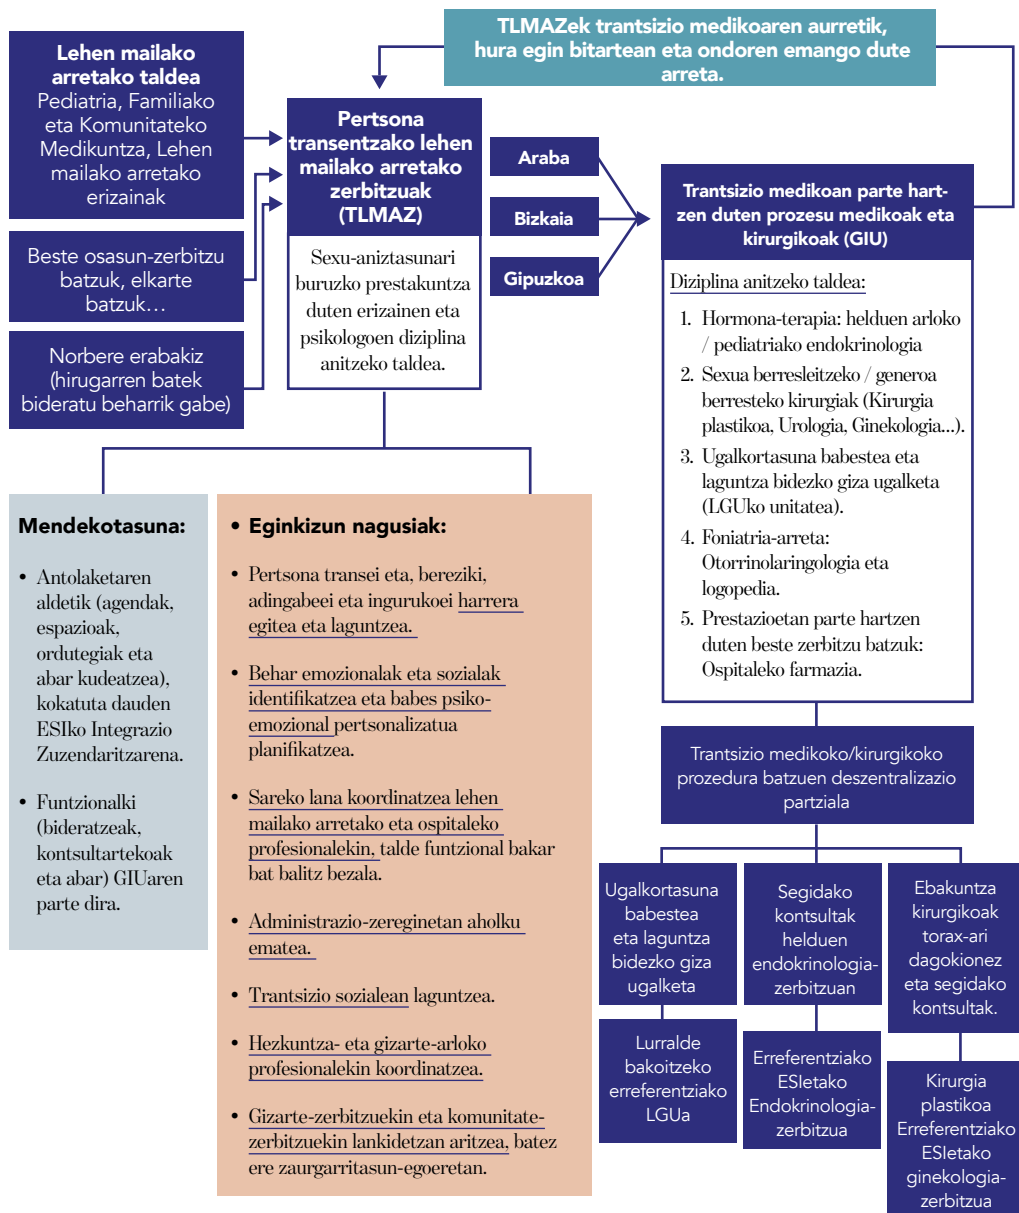 TLMAZek trantsizio medikoaren aurretik,
hura egin bitartean eta ondoren emango dute
arreta.
Lehen mailako
arretako taldea
Pediatria, Familiako
eta Komunitateko
Medikuntza, Lehen
mailako arretako
erizainak
Beste osasun-zerbitzu
batzuk, elkarte
batzuk…
Norbere erabakiz
(hirugarren batek
bideratu beharrik gabe)
Pertsona
transentzako lehen
mailako arretako
zerbitzuak
(TLMAZ)
Sexu-aniztasunari
buruzko prestakuntza
duten erizainen eta
psikologoen diziplina
anitzeko taldea.
Araba
Bizkaia
Gipuzkoa
Trantsizio medikoan parte hart-
zen duten prozesu medikoak eta
kirurgikoak (GIU)
Diziplina anitzeko taldea:
1. Hormona-terapia: helduen arloko
/ pediatriako endokrinologia
2. Sexua berresleitzeko / generoa
berresteko kirurgiak (Kirurgia
plastikoa, Urologia, Ginekologia...).
3. Ugalkortasuna babestea eta
laguntza bidezko giza ugalketa
(LGUko unitatea).
4. Foniatria-arreta:
Otorrinolaringologia eta
logopedia.
5. Prestazioetan parte hartzen
duten beste zerbitzu batzuk:
Ospitaleko farmazia.
Mendekotasuna:
• Antolaketaren
aldetik (agendak,
espazioak,
ordutegiak eta
abar kudeatzea),
kokatuta dauden
ESIko Integrazio
Zuzendaritzarena.
• Funtzionalki
(bideratzeak,
kontsultartekoak
eta abar) GIUaren
parte dira.
• Eginkizun nagusiak:
• Pertsona transei eta, bereziki,
adingabeei eta ingurukoei harrera
egitea eta laguntzea.
• Behar emozionalak eta sozialak
identifikatzea eta babes psiko-
emozional pertsonalizatua
planifikatzea.
• Sareko lana koordinatzea lehen
mailako arretako eta ospitaleko
profesionalekin, talde funtzional bakar
bat balitz bezala.
• Administrazio-zereginetan aholku
ematea.
• Trantsizio sozialean laguntzea.
• Hezkuntza- eta gizarte-arloko
profesionalekin koordinatzea.
• Gizarte-zerbitzuekin eta komunitate-
zerbitzuekin lankidetzan aritzea, batez
ere zaurgarritasun-egoeretan.
Trantsizio medikoko/kirurgikoko
prozedura batzuen deszentralizazio
partziala
Ugalkortasuna
babestea
eta laguntza
bidezko giza
ugalketa
Lurralde
bakoitzeko
erreferentziako
LGUa
Segidako
kontsultak
helduen
endokrinologia-
zerbitzuan
Erreferentziako
ESIetako
Endokrinologia-
zerbitzua
Ebakuntza
kirurgikoak
torax-ari
dagokionez
eta segidako
kontsultak.
Kirurgia
plastikoa
Erreferentziako
ESIetako
ginekologia-
zerbitzua